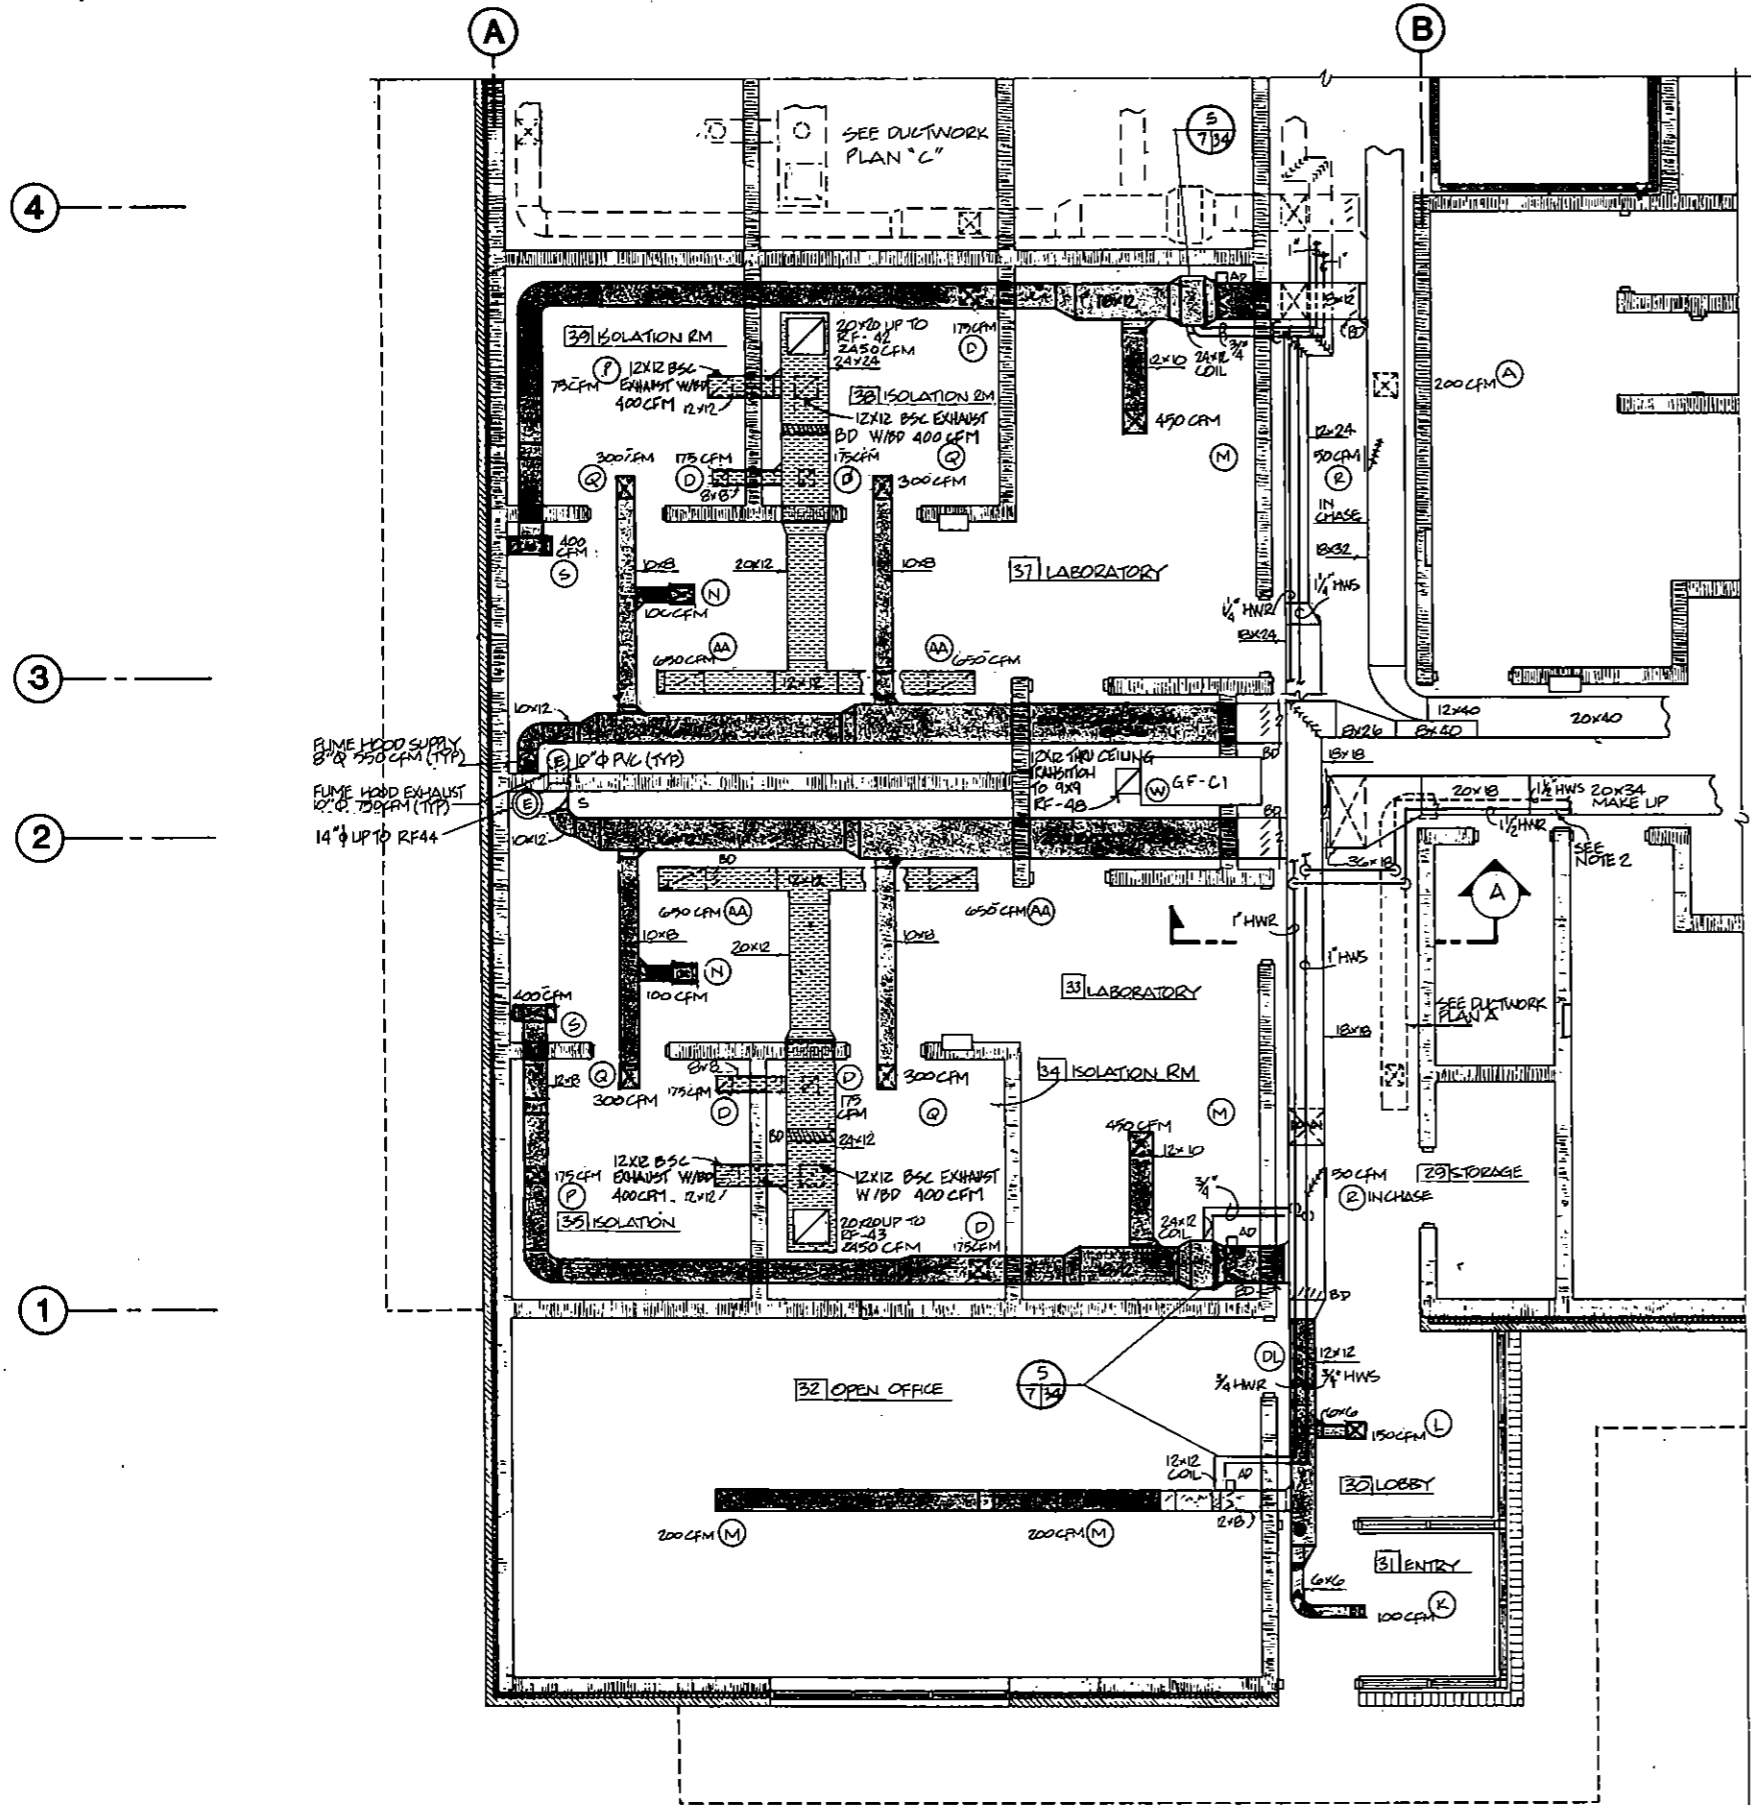 A
B
4
5
7 34
SEE DUCTWORK
PLAN "C"
1"
1"
AD
18x12
18x12
39 ISOLATION RM
20x20 UP TO
RF-42
2450 CFM
24x24
175 CFM
D
12x10
24x12
COIL
3/4"
BD
P
75 CFM
12x12 BSC
EXHAUST W/BD
400 CFM 12x12
38 ISOLATION RM
12x12 BSC EXHAUST
BD W/BD 400 CFM
450 CFM
200 CFM A
12x24
M
50 CFM
R
IN
CHASE
18x32
300 CFM
Q
175 CFM
D
8x8
175 CFM
D
Q
300 CFM
400
CFM
S
10x8
20x12
10x8
37 LABORATORY
100 CFM
N
1 1/4" HWS
1/4" HWR
18x24
3
650 CFM
AA
AA
650 CFM
12x12
10x12
12x40
20x40
18x26
8x40
18x18
FUME HOOD SUPPLY
8"Φ 550 CFM (TYP)
E 10"Φ PVC (TYP)
12x12 THRU CEILING
TRANSITION
TO 9x9
RF-48
W GF-C1
BD
BD
FUME HOOD EXHAUST
10"Φ 750 CFM (TYP)
E
S
14"Φ UP TO RF44
10x12
20x18
1 1/2 HWS
20x34
MAKE UP
1 1/2 HWR
SEE
NOTE 2
36x18
2
BD
12x12
650 CFM AA
650 CFM AA
A
10x8
20x12
10x8
1" HWR
1" HWS
100 CFM
N
33 LABORATORY
SEE DUCTWORK
PLAN A
18x18
400 CFM
S
12x8
Q
300 CFM
8x8
175 CFM
D
D
175
CFM
300 CFM
Q
34 ISOLATION RM
M
BD
24x12
450 CFM
12x10
12x12 BSC
EXHAUST W/BD
400 CFM 12x12
175 CFM
P
35 ISOLATION
12x12 BSC EXHAUST
W/BD 400 CFM
20x20 UP TO
RF-43
2450 CFM
D
175 CFM
3/4"
24x12
COIL
AD
50 CFM
R IN CHASE
29 STORAGE
BD
BD
1
32 OPEN OFFICE
5
7 34
DL
12x12
3/4 HWR
3/4" HWS
6x6
150 CFM L
12x12
COIL
AD
30 LOBBY
12x8
200 CFM M
200 CFM M
31 ENTRY
6x6
100 CFM K